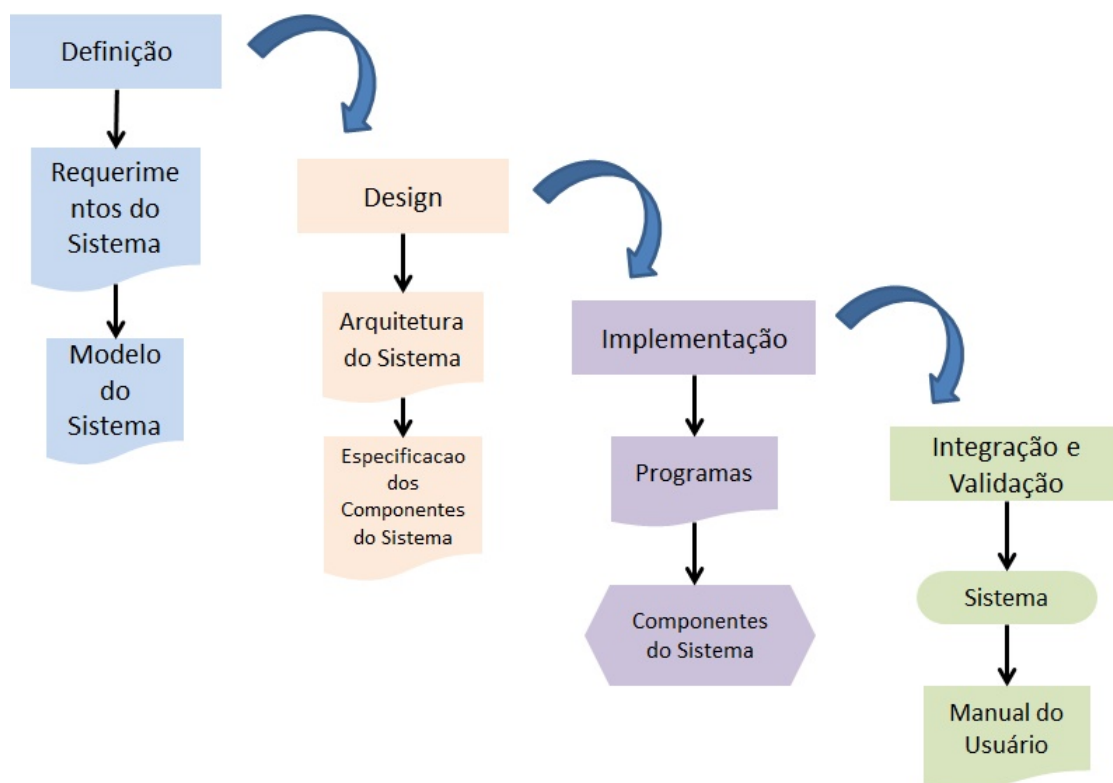 Definição
Requerime
ntos do
Sistema
Modelo
do
Sistema
Design
Arquitetura
do Sistema
Especificacao
dos
Componentes
do Sistema
Implementação
Programas
Componentes
do Sistema
Integração e
Validação
Sistema
Manual do
Usuário